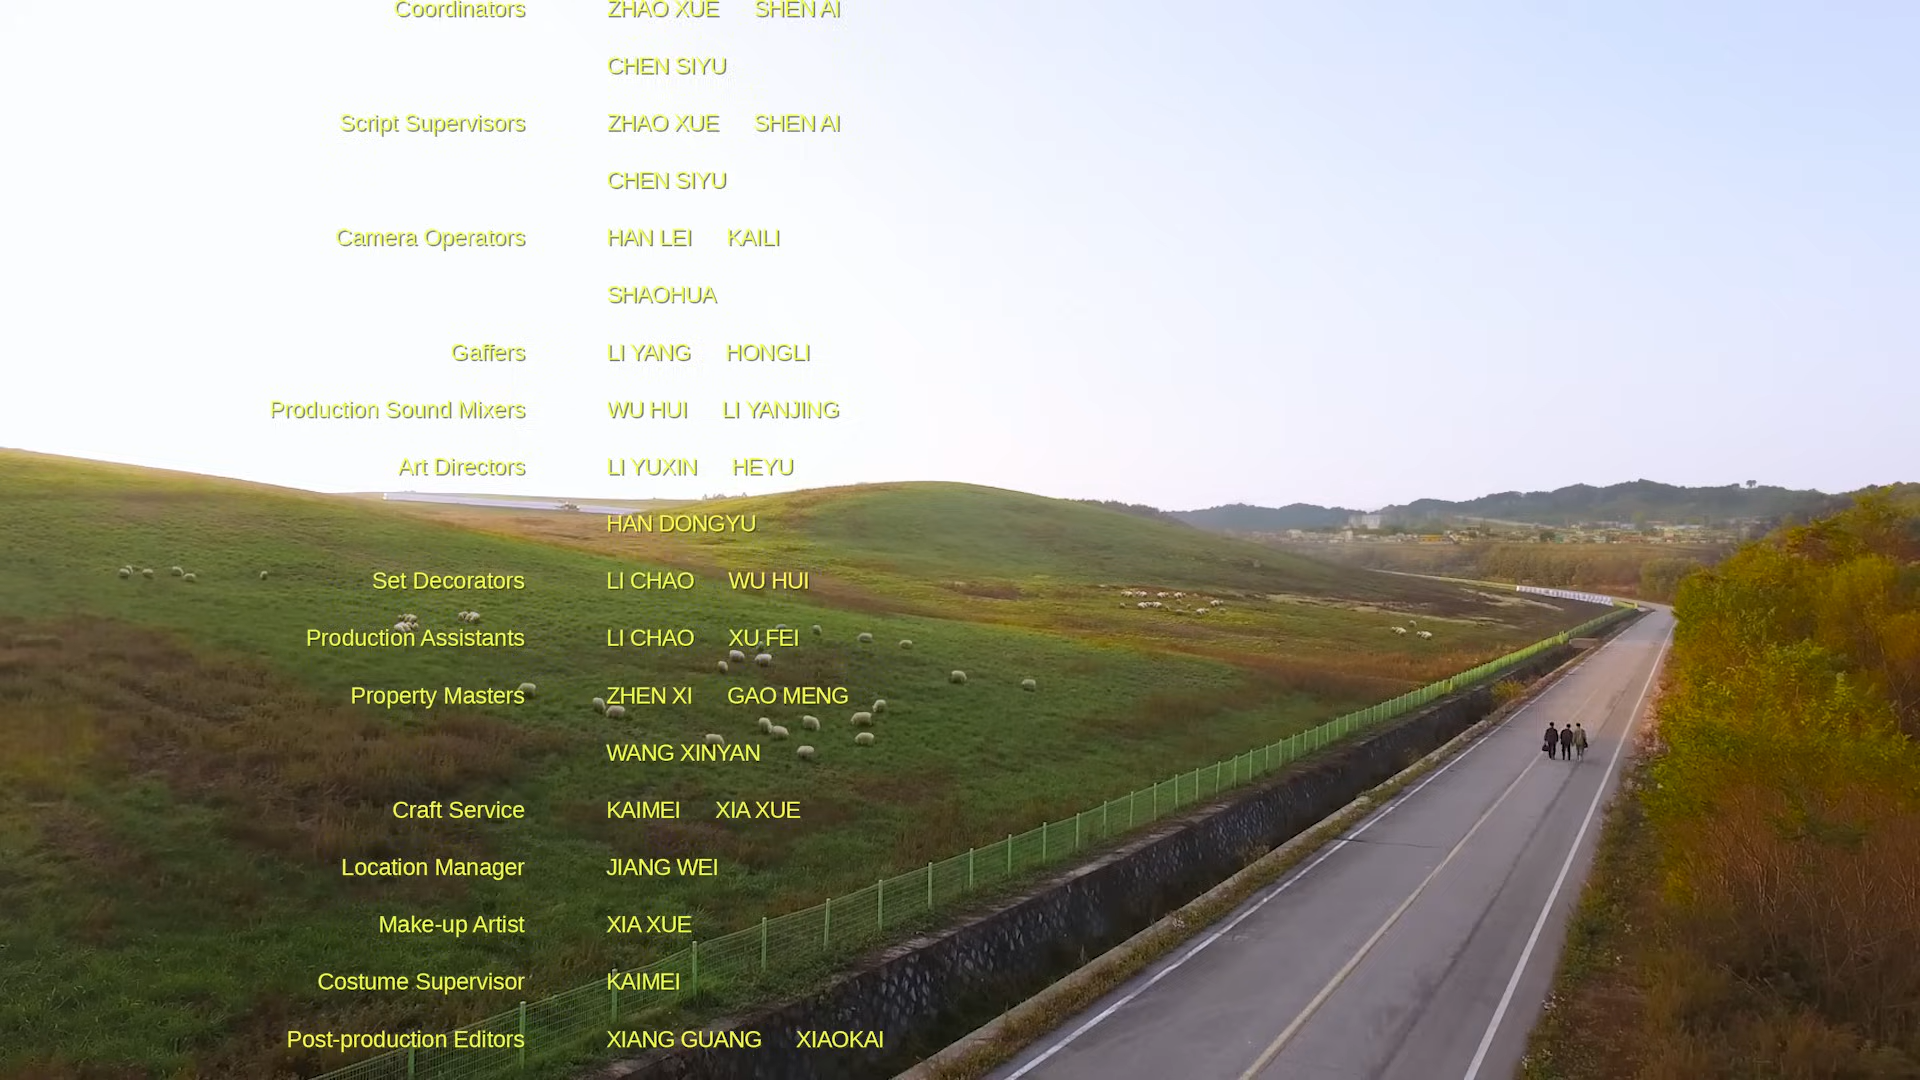 Coordinators ZHAO XUE SHEN AI
CHEN SIYU
Script Supervisors ZHAO XUE SHEN AI
CHEN SIYU
Camera Operators HAN LEI KAILI
SHAOHUA
Gaffers LI YANG HONGLI
Production Sound Mixers WU HUI LI YANJING
Art Directors LI YUXIN HEYU
HAN DONGYU
Set Decorators LI CHAO WU HUI
Production Assistants LI CHAO XU FEI
Property Masters ZHEN XI GAO MENG
WANG XINYAN
Craft Service KAIMEI XIA XUE
Location Manager JIANG WEI
Make-up Artist XIA XUE
Costume Supervisor KAIMEI
Post-production Editors XIANG GUANG XIAOKAI